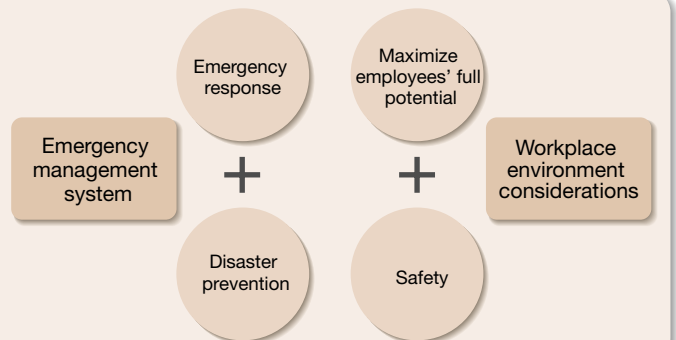 Emergency
management
system
Emergency
response
+
Disaster
prevention
Maximize
employees’ full
potential
+
Safety
Workplace
environment
considerations